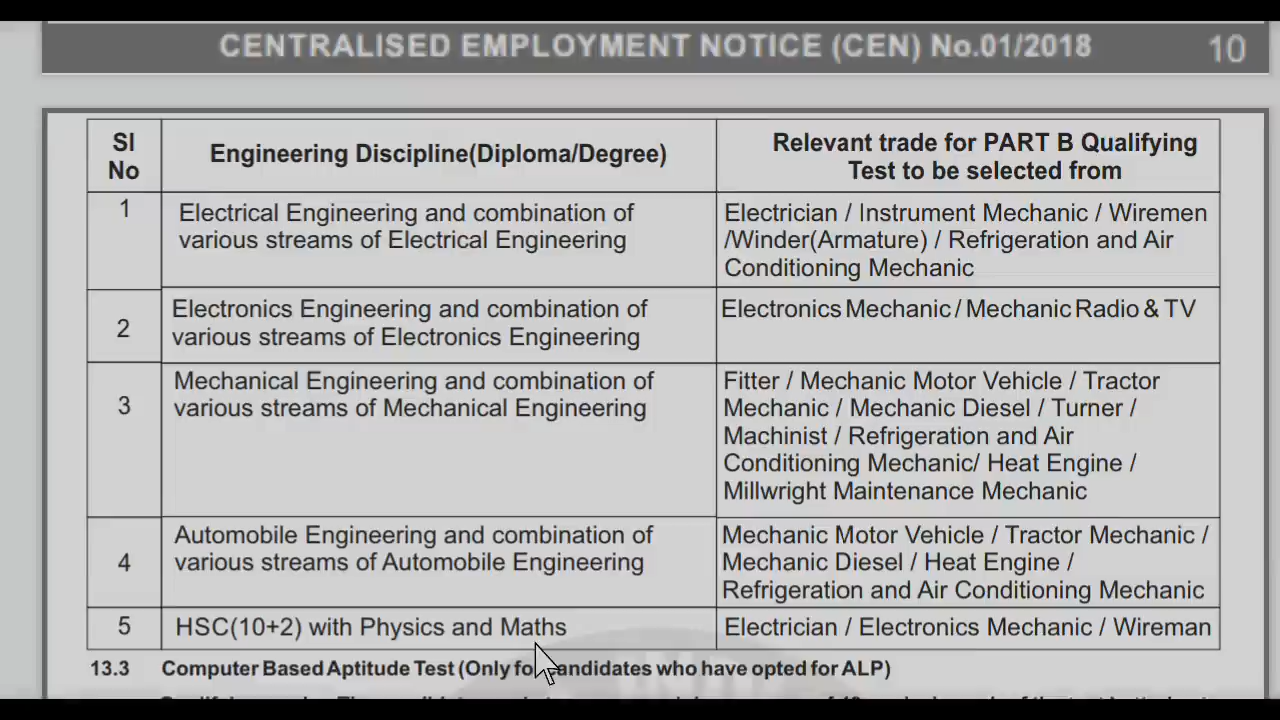 CENTRALISED EMPLOYMENT NOTICE (CEN) No.01/2018 10
Sl No
Engineering Discipline(Diploma/Degree)
Relevant trade for PART B Qualifying
Test to be selected from
1
Electrical Engineering and combination of
various streams of Electrical Engineering
Electrician / Instrument Mechanic / Wiremen
/Winder(Armature) / Refrigeration and Air
Conditioning Mechanic
2
Electronics Engineering and combination of
various streams of Electronics Engineering
Electronics Mechanic / Mechanic Radio & TV
3
Mechanical Engineering and combination of
various streams of Mechanical Engineering
Fitter / Mechanic Motor Vehicle / Tractor
Mechanic / Mechanic Diesel / Turner /
Machinist / Refrigeration and Air
Conditioning Mechanic/ Heat Engine /
Millwright Maintenance Mechanic
4
Automobile Engineering and combination of
various streams of Automobile Engineering
Mechanic Motor Vehicle / Tractor Mechanic /
Mechanic Diesel / Heat Engine /
Refrigeration and Air Conditioning Mechanic
5
HSC(10+2) with Physics and Maths
Electrician / Electronics Mechanic / Wireman
13.3 Computer Based Aptitude Test (Only for candidates who have opted for ALP)